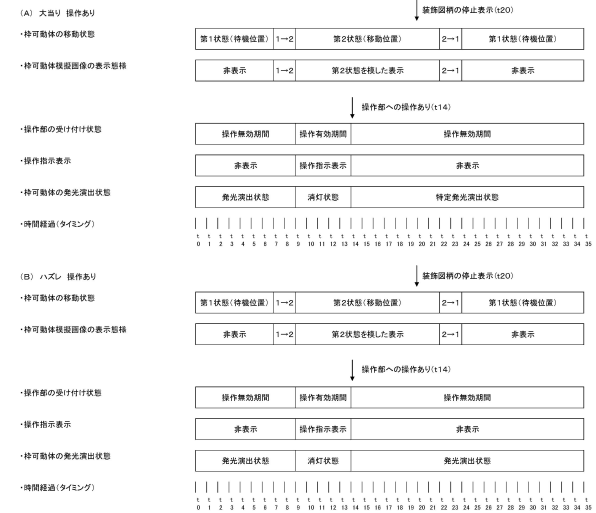 (A) 大当り 操作あり
装飾図柄の停止表示(t20)
・枠可動体の移動状態
第1状態(待機位置) 1→2 第2状態(移動位置) 2→1 第1状態(待機位置)
・枠可動体模擬画像の表示態様
非表示 1→2 第2状態を模した表示 2→1 非表示
操作部への操作あり(t14)
・操作部の受け付け状態
操作無効期間 操作有効期間 操作無効期間
・操作指示表示
非表示 操作指示表示 非表示
・枠可動体の発光演出状態
発光演出状態 消灯状態 特定発光演出状態
・時間経過(タイミング)
t t t t t t t t t t t t t t t t t t t t t t t t t t t t t t t t t t t t
0 1 2 3 4 5 6 7 8 9 10 11 12 13 14 15 16 17 18 19 20 21 22 23 24 25 26 27 28 29 30 31 32 33 34 35
(B) ハズレ 操作あり
装飾図柄の停止表示(t20)
・枠可動体の移動状態
第1状態(待機位置) 1→2 第2状態(移動位置) 2→1 第1状態(待機位置)
・枠可動体模擬画像の表示態様
非表示 1→2 第2状態を模した表示 2→1 非表示
操作部への操作あり(t14)
・操作部の受け付け状態
操作無効期間 操作有効期間 操作無効期間
・操作指示表示
非表示 操作指示表示 非表示
・枠可動体の発光演出状態
発光演出状態 消灯状態 発光演出状態
・時間経過(タイミング)
t t t t t t t t t t t t t t t t t t t t t t t t t t t t t t t t t t t t
0 1 2 3 4 5 6 7 8 9 10 11 12 13 14 15 16 17 18 19 20 21 22 23 24 25 26 27 28 29 30 31 32 33 34 35